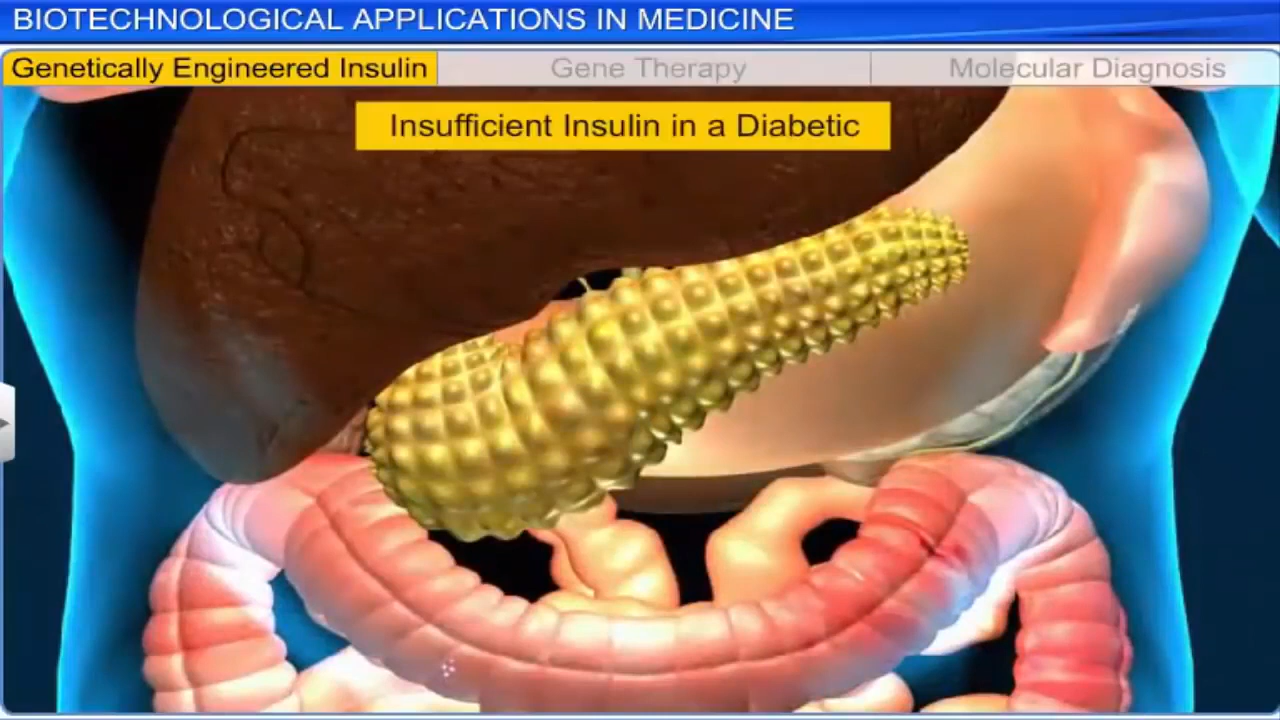 BIOTECHNOLOGICAL APPLICATIONS IN MEDICINE
Genetically Engineered Insulin
Gene Therapy
Molecular Diagnosis
Insufficient Insulin in a Diabetic